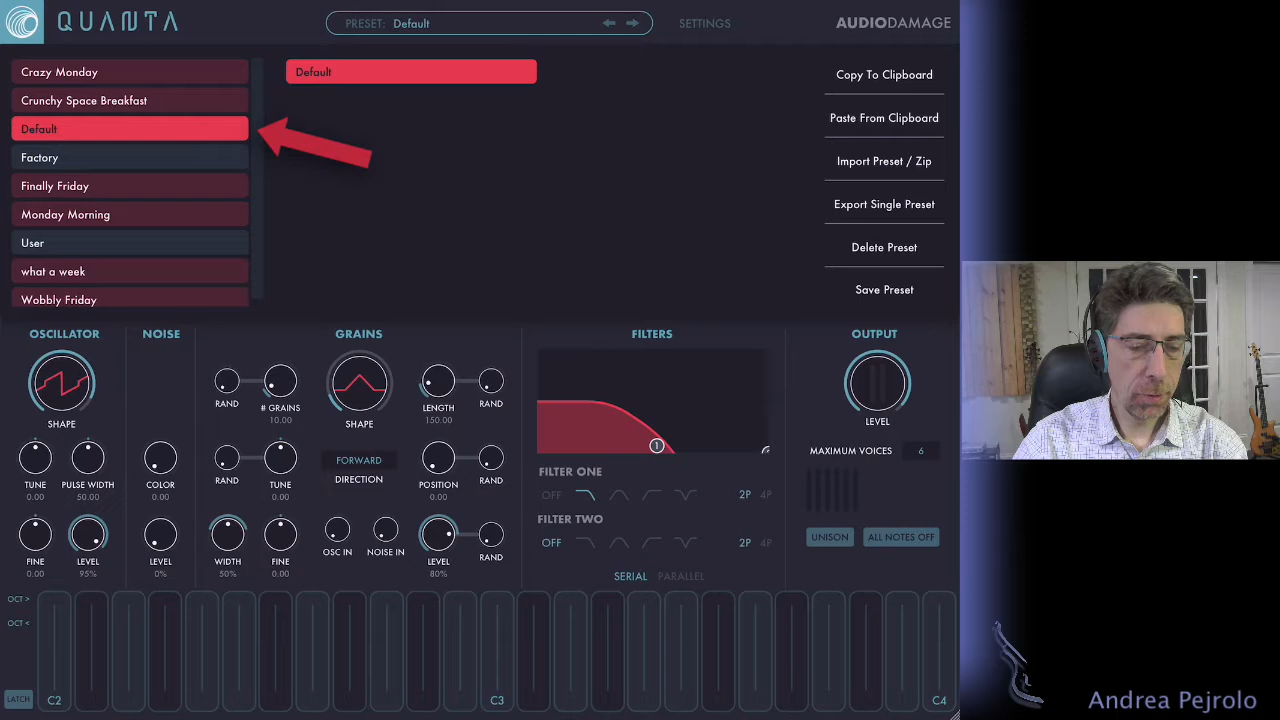 QUANTA
PRESET: Default
SETTINGS
AUDIODAMAGE
Crazy Monday
Crunchy Space Breakfast
Default
Factory
Finally Friday
Monday Morning
User
what a week
Wobbly Friday
Default
Copy To Clipboard
Paste From Clipboard
Import Preset / Zip
Export Single Preset
Delete Preset
Save Preset
OSCILLATOR
SHAPE
TUNE
0.00
PULSE WIDTH
50.00
FINE
0.00
LEVEL
95%
NOISE
COLOR
0.00
LEVEL
0%
GRAINS
RAND
# GRAINS
10.00
SHAPE
LENGTH
150.00
RAND
RAND
TUNE
0.00
FORWARD
DIRECTION
POSITION
0.00
RAND
WIDTH
50%
FINE
0.00
OSC IN
NOISE IN
LEVEL
80%
RAND
FILTERS
1
FILTER ONE
OFF
2P
4P
FILTER TWO
OFF
2P
4P
SERIAL
PARALLEL
OUTPUT
LEVEL
MAXIMUM VOICES
6
UNISON
ALL NOTES OFF
OCT >
OCT <
LATCH
C2
C3
C4
Andrea Pejrolo